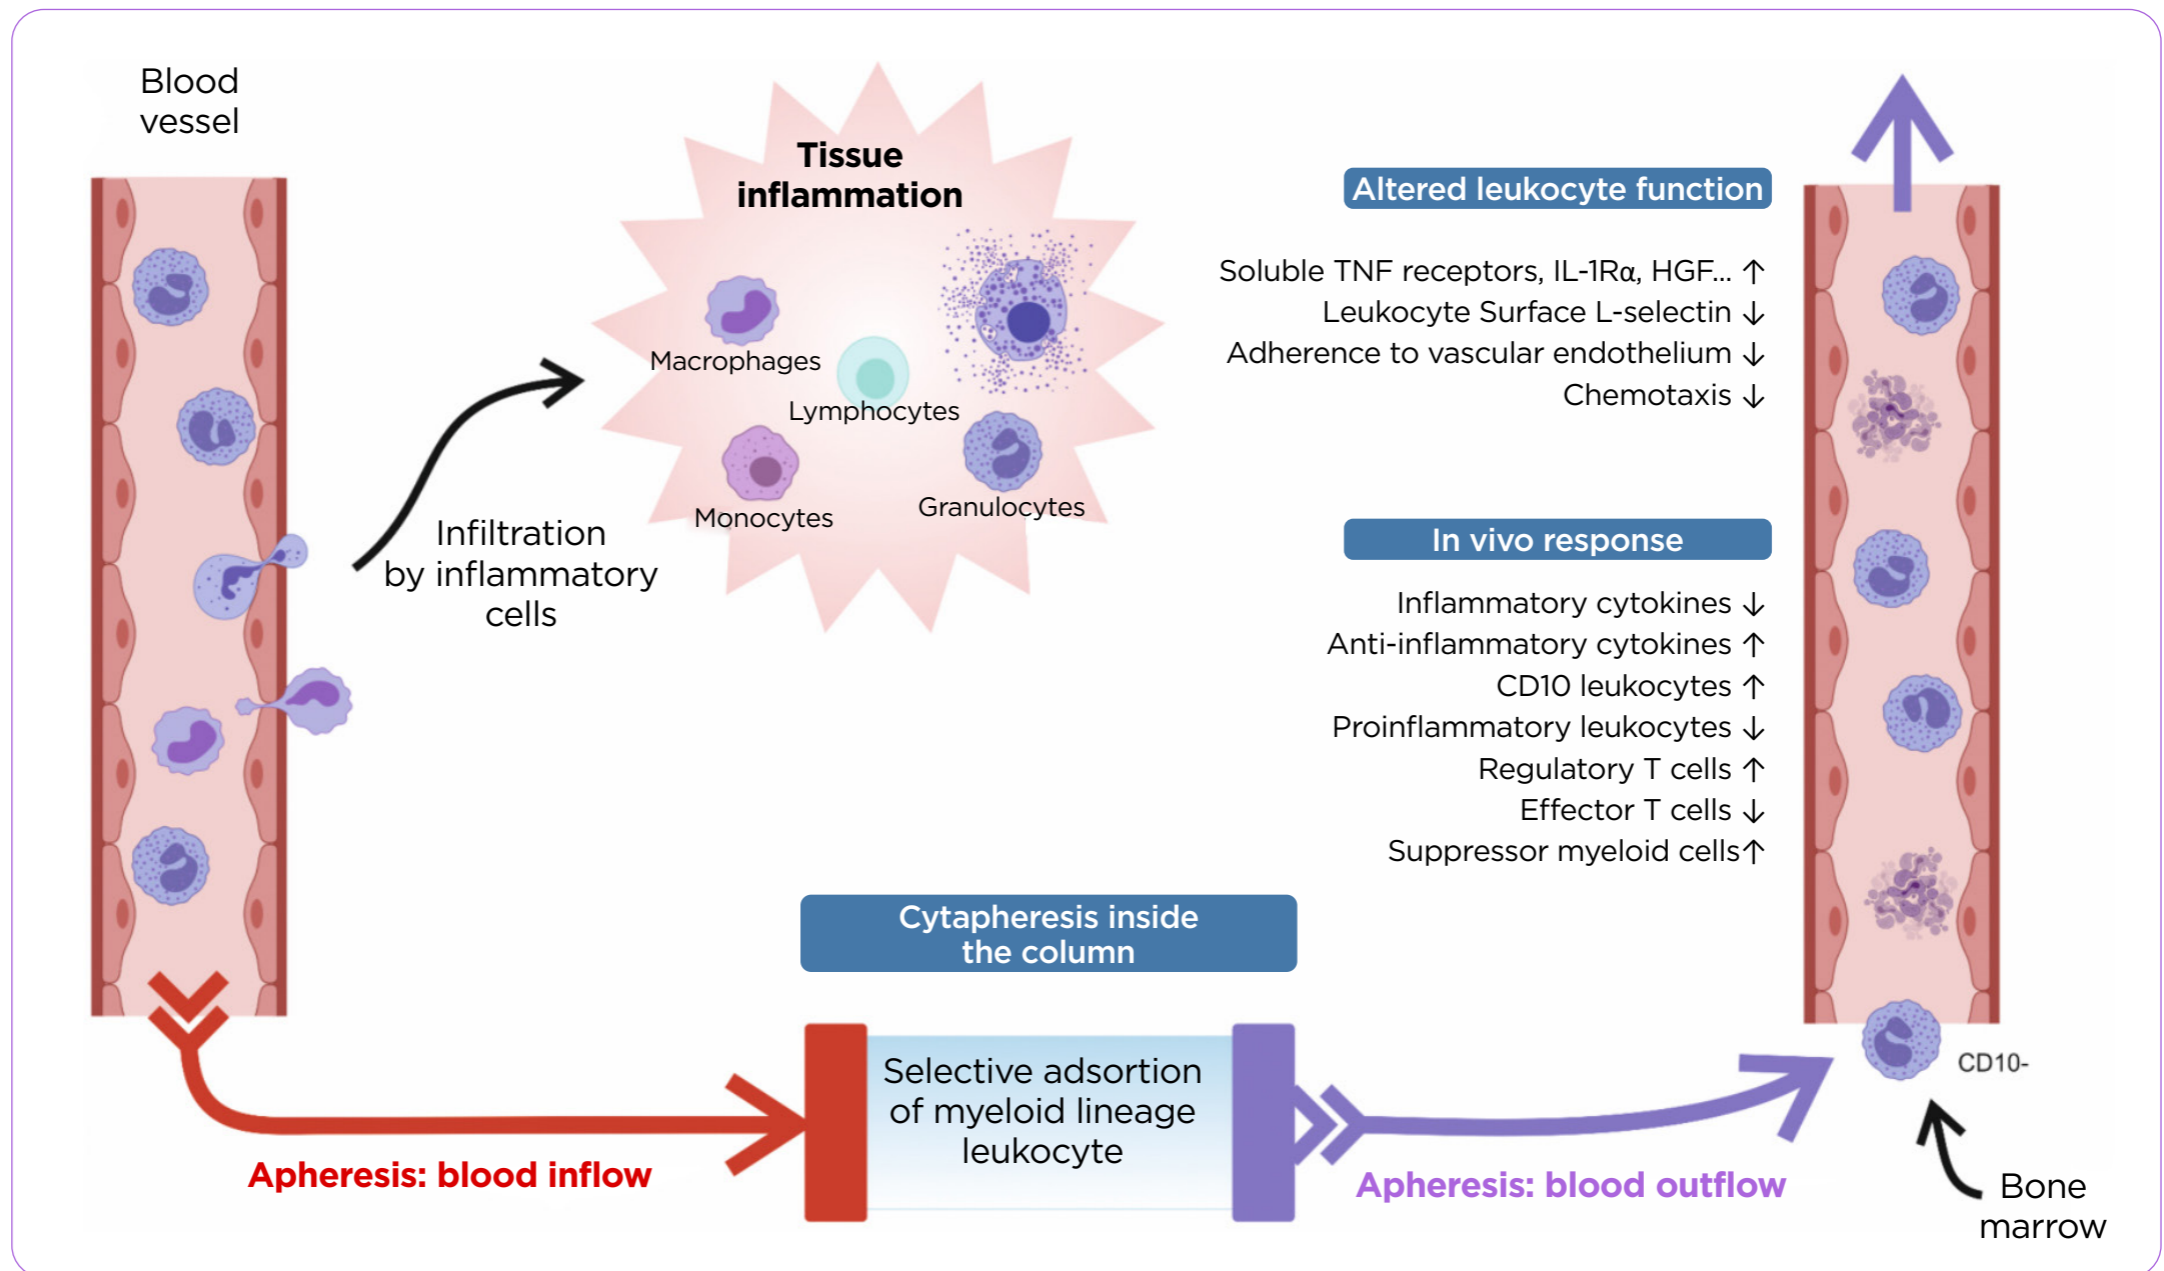 Blood
vessel
Tissue
inflammation
Macrophages
Lymphocytes
Monocytes
Granulocytes
Infiltration
by inflammatory
cells
Altered leukocyte function
Soluble TNF receptors, IL-1Rα, HGF... ↑
Leukocyte Surface L-selectin ↓
Adherence to vascular endothelium ↓
Chemotaxis ↓
In vivo response
Inflammatory cytokines ↓
Anti-inflammatory cytokines ↑
CD10 leukocytes ↑
Proinflammatory leukocytes ↓
Regulatory T cells ↑
Effector T cells ↓
Suppressor myeloid cells↑
Cytapheresis inside
the column
Selective adsortion
of myeloid lineage
leukocyte
Apheresis: blood inflow
Apheresis: blood outflow
CD10-
Bone
marrow